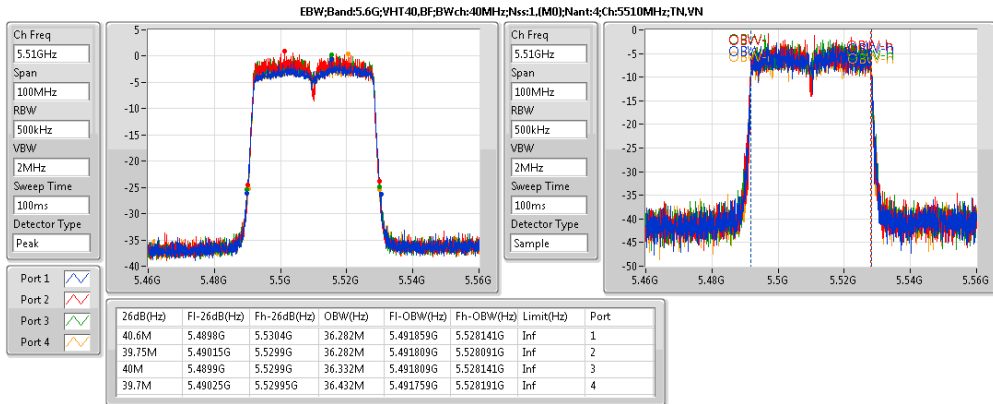 EBW;Band:5.6G;VHT40,BF;BWch:40MHz;Nss:1,(M0);Nant:4;Ch:5510MHz;TN,VN
Ch Freq
5.51GHz
Span
100MHz
RBW
500kHz
VBW
2MHz
Sweep Time
100ms
Detector Type
Peak
5
0
-5
-10
-15
-20
-25
-30
-35
-40
5.46G 5.48G 5.5G 5.52G 5.54G 5.56G
Ch Freq
5.51GHz
Span
100MHz
RBW
500kHz
VBW
2MHz
Sweep Time
100ms
Detector Type
Sample
0
-5
-10
-15
-20
-25
-30
-35
-40
-45
-50
5.46G 5.48G 5.5G 5.52G 5.54G 5.56G
Port 1
Port 2
Port 3
Port 4
26dB(Hz) Fl-26dB(Hz) Fh-26dB(Hz) OBW(Hz) Fl-OBW(Hz) Fh-OBW(Hz) Limit(Hz) Port
40.6M 5.4898G 5.5304G 36.282M 5.491859G 5.528141G Inf 1
39.75M 5.49015G 5.5299G 36.282M 5.491809G 5.528091G Inf 2
40M 5.4899G 5.5299G 36.332M 5.491809G 5.528141G Inf 3
39.7M 5.49025G 5.52995G 36.432M 5.491759G 5.528191G Inf 4